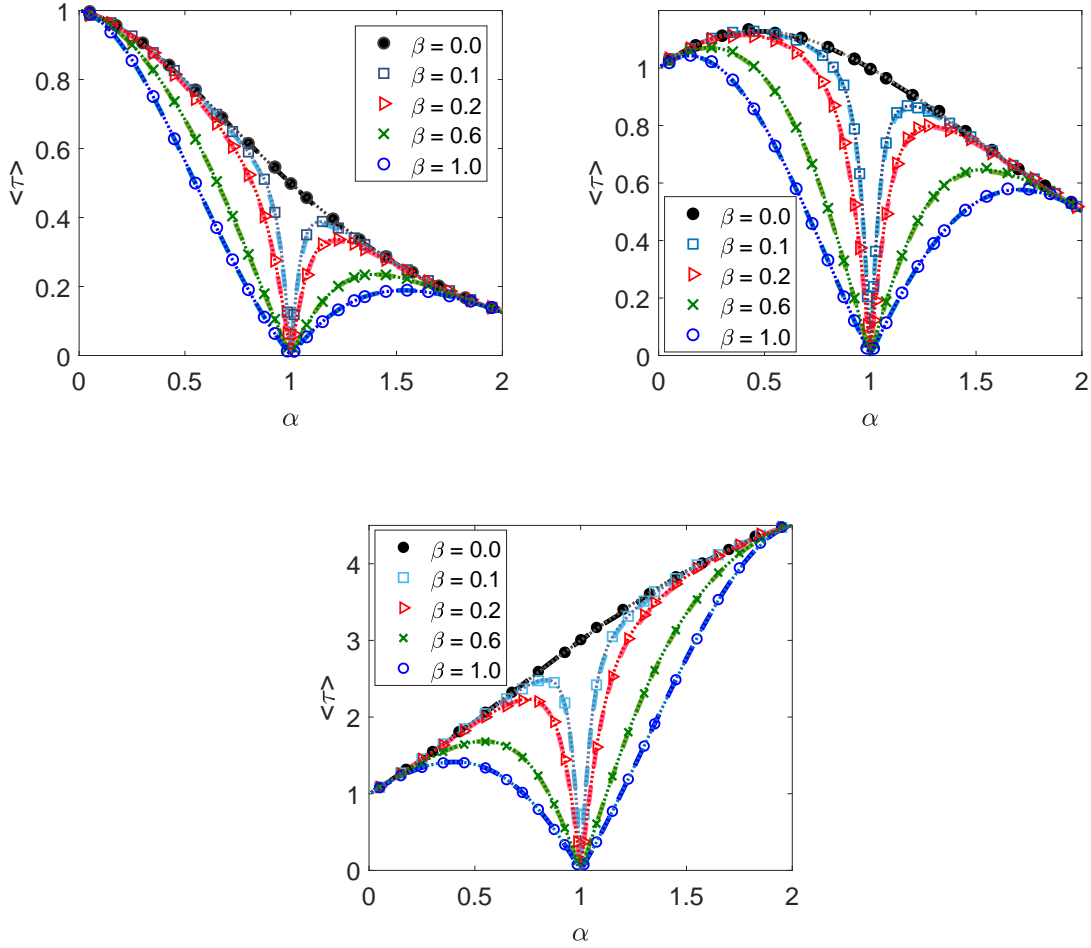 1
0.8
0.6
0.4
0.2
0
0
0.5
1
1.5
2
<τ>
α
β = 0.0
β = 0.1
β = 0.2
β = 0.6
β = 1.0
1
0.8
0.6
0.4
0.2
0
0
0.5
1
1.5
2
<τ>
α
β = 0.0
β = 0.1
β = 0.2
β = 0.6
β = 1.0
4
3
2
1
0
0
0.5
1
1.5
2
<τ>
α
β = 0.0
β = 0.1
β = 0.2
β = 0.6
β = 1.0